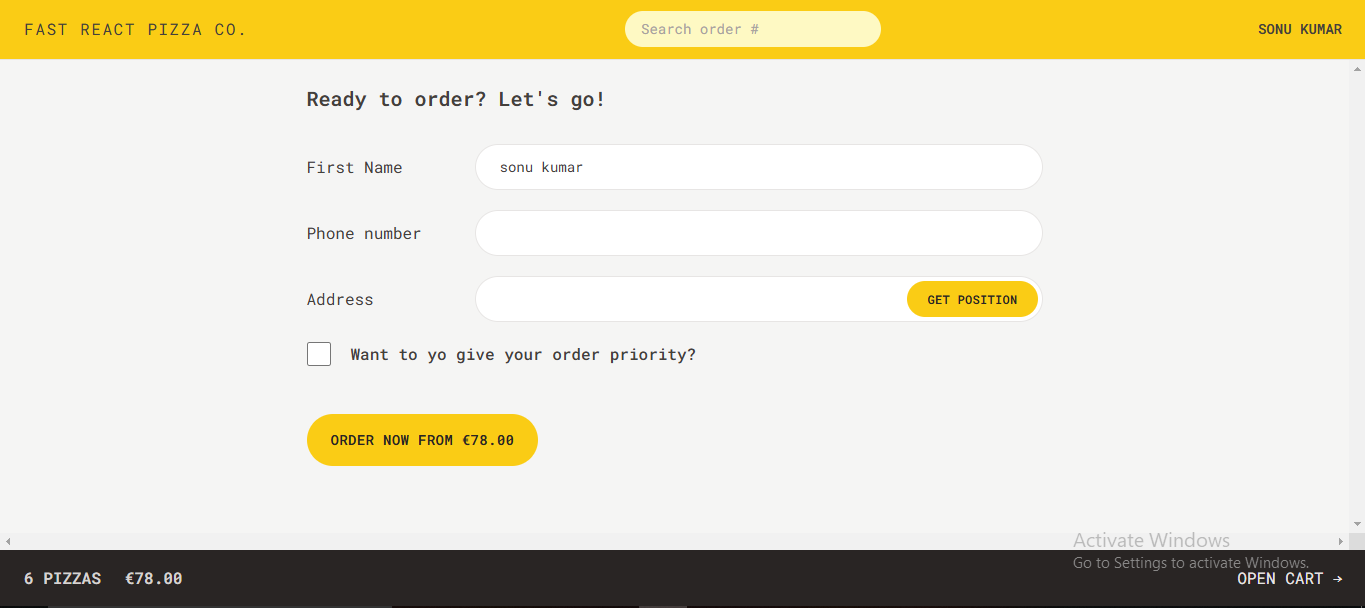 FAST REACT PIZZA CO.
Search order #
SONU KUMAR
Ready to order? Let's go!
First Name
sonu kumar
Phone number
Address
GET POSITION
Want to yo give your order priority?
ORDER NOW FROM €78.00
Activate Windows
Go to Settings to activate Windows.
6 PIZZAS €78.00
OPEN CART →